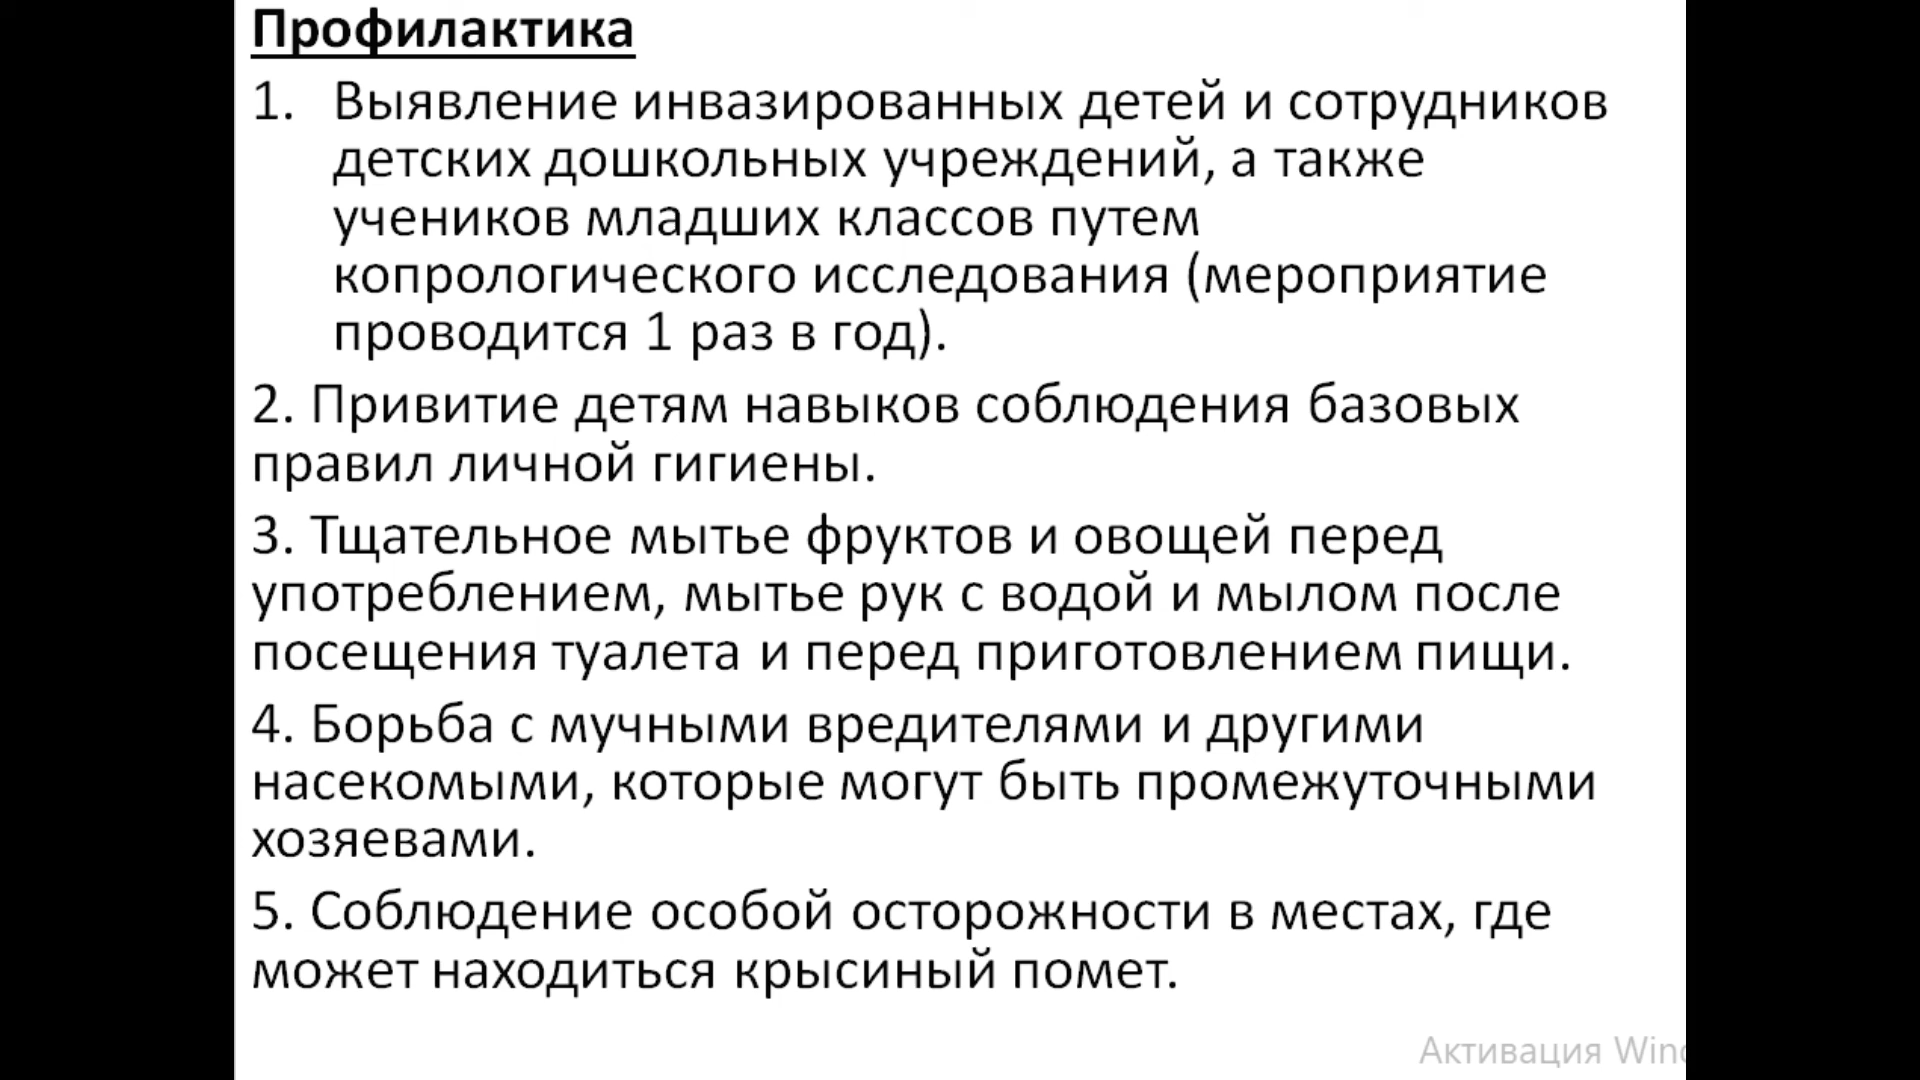 Профилактика
1. Выявление инвазированных детей и сотрудников
детских дошкольных учреждений, а также
учеников младших классов путем
копрологического исследования (мероприятие
проводится 1 раз в год).
2. Привитие детям навыков соблюдения базовых
правил личной гигиены.
3. Тщательное мытье фруктов и овощей перед
употреблением, мытье рук с водой и мылом после
посещения туалета и перед приготовлением пищи.
4. Борьба с мучными вредителями и другими
насекомыми, которые могут быть промежуточными
хозяевами.
5. Соблюдение особой осторожности в местах, где
может находиться крысиный помет.
Активация Wind